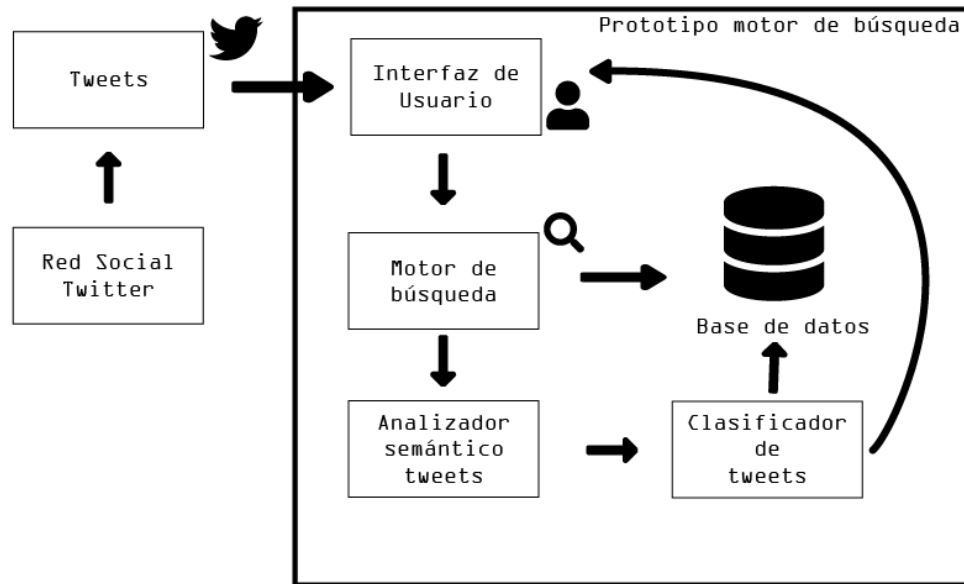 Prototipo motor de búsqueda
Tweets
Interfaz de
Usuario
Red Social
Twitter
Motor de
búsqueda
Base de datos
Analizador
semántico
tweets
Clasificador
de
tweets